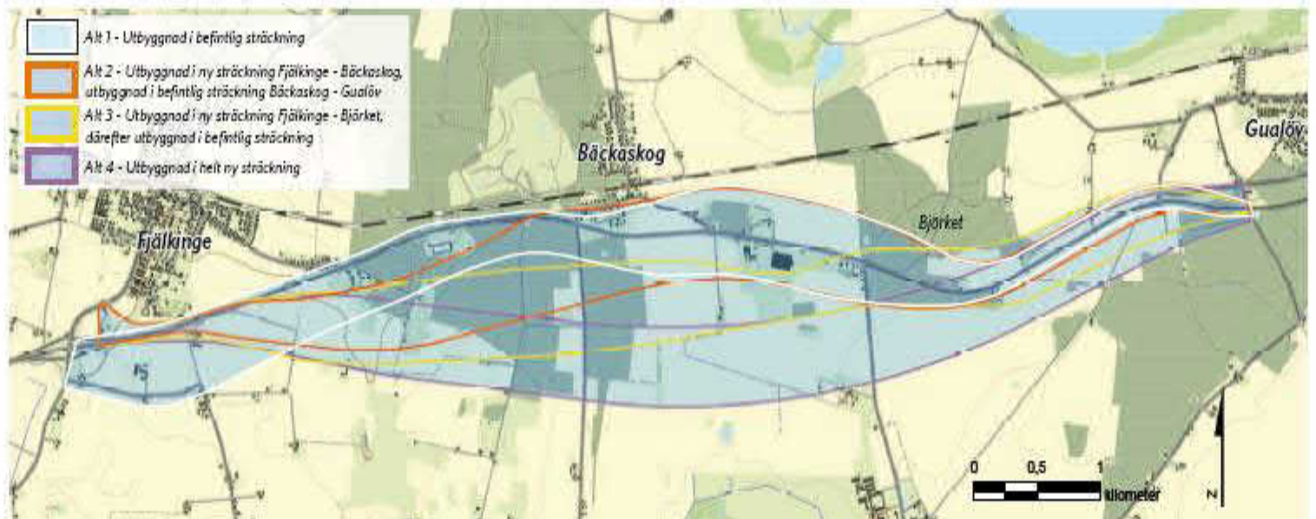 Alt 1 - Utbyggnad i befintlig sträckning
Alt 2 - Utbyggnad i ny sträckning Fjälkinge - Bäckaskog,
utbyggnad i befintlig sträckning Bäckaskog - Gualöv
Alt 3 - Utbyggnad i ny sträckning Fjälkinge - Björket,
därefter utbyggnad i befintlig sträckning
Alt 4 - Utbyggnad i helt ny sträckning
Gualöv
Bäckaskog
Björket
Fjälkinge
0 0,5 1
kilometer
N